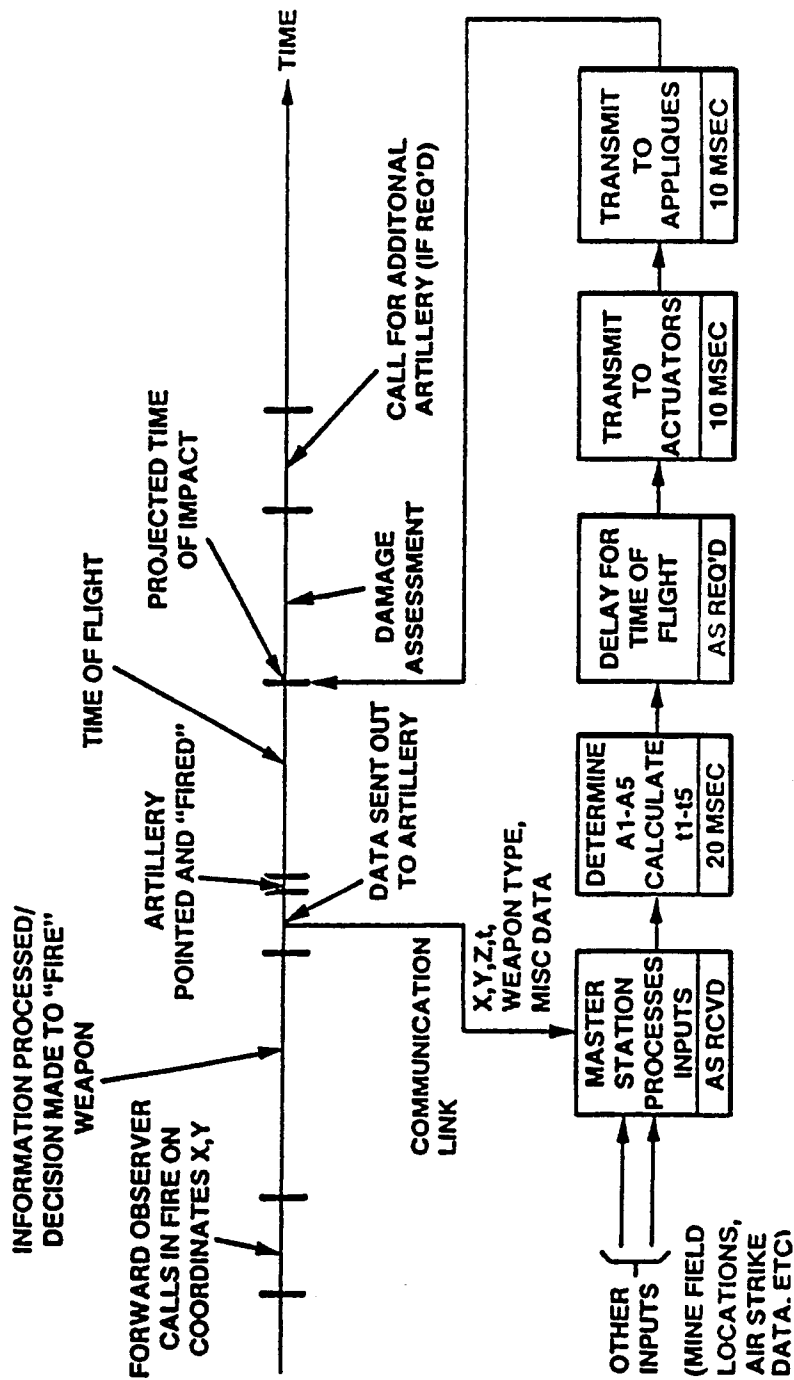 FORWARD OBSERVER
CALLS IN FIRE ON
COORDINATES X,Y
INFORMATION PROCESSED/
DECISION MADE TO "FIRE"
WEAPON
ARTILLERY
POINTED AND "FIRED"
DATA SENT OUT
TO ARTILLERY
TIME OF FLIGHT
PROJECTED TIME
OF IMPACT
DAMAGE
ASSESSMENT
CALL FOR ADDITONAL
ARTILLERY (IF REQ'D)
TIME
COMMUNICATION
LINK
X,Y,Z,t,
WEAPON TYPE,
MISC DATA
OTHER
INPUTS
(MINE FIELD
LOCATIONS,
AIR STRIKE
DATA. ETC)
MASTER
STATION
PROCESSES
INPUTS
AS RCVD
DETERMINE
A1-A5
CALCULATE
t1-t5
20 MSEC
DELAY FOR
TIME OF
FLIGHT
AS REQ'D
TRANSMIT
TO
ACTUATORS
10 MSEC
TRANSMIT
TO
APPLIQUES
10 MSEC